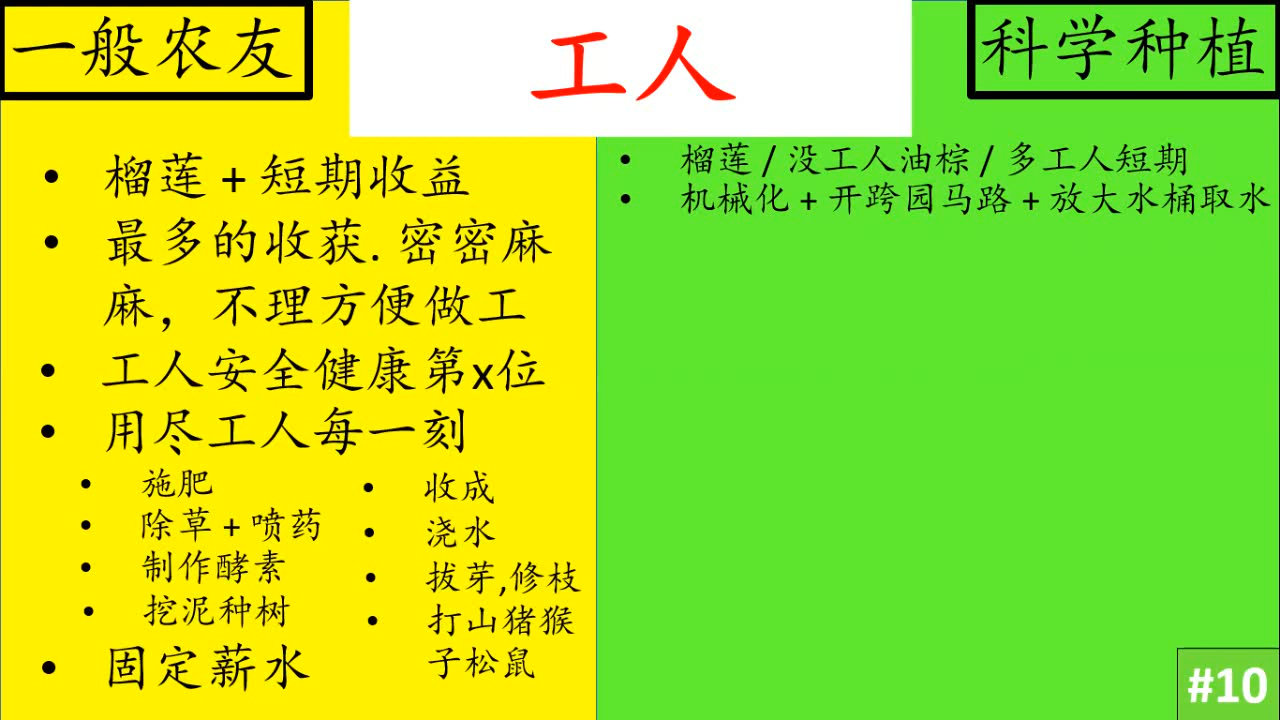 一般农友
工人
科学种植
• 榴莲 + 短期收益
• 最多的收获. 密密麻
麻，不理方便做工
• 工人安全健康第x位
• 用尽工人每一刻
• 施肥
• 除草 + 喷药
• 制作酵素
• 挖泥种树
• 收成
• 浇水
• 拔芽,修枝
• 打山猪猴
子松鼠
• 固定薪水
• 榴莲 / 没工人油棕 / 多工人短期
• 机械化 + 开跨园马路 + 放大水桶取水
#10